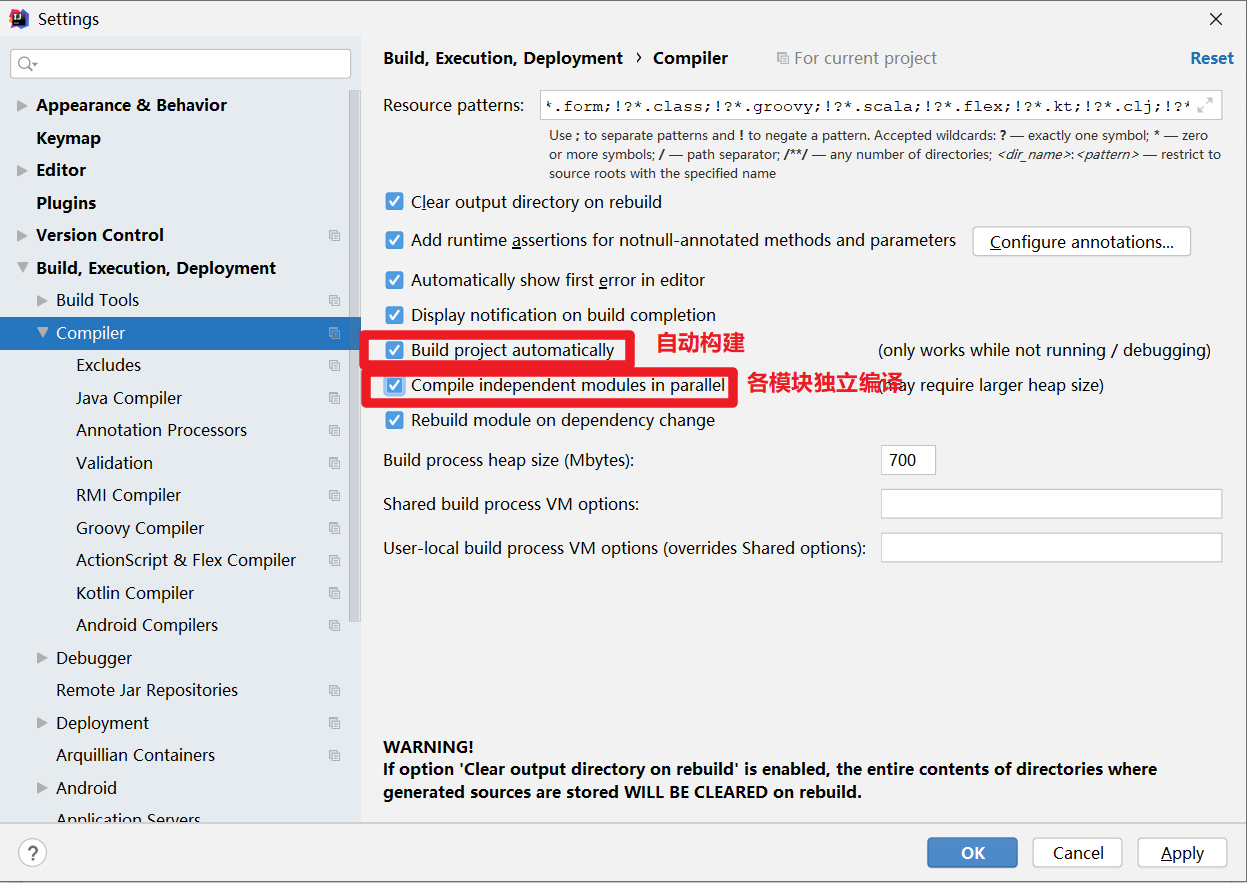 Settings
Appearance & Behavior
Keymap
Editor
Plugins
Version Control
Build, Execution, Deployment
Build Tools
Compiler
Excludes
Java Compiler
Annotation Processors
Validation
RMI Compiler
Groovy Compiler
ActionScript & Flex Compiler
Kotlin Compiler
Android Compilers
Debugger
Remote Jar Repositories
Deployment
Arquillian Containers
Android
Application Servers
Build, Execution, Deployment › Compiler For current project Reset
Resource patterns: *.form;!?*.class;!?*.groovy;!?*.scala;!?*.flex;!?*.kt;!?*.clj;!?*
Use ; to separate patterns and ! to negate a pattern. Accepted wildcards: ? — exactly one symbol; * — zero
or more symbols; / — path separator; /**/ — any number of directories; <dir_name>:<pattern> — restrict to
source roots with the specified name
Clear output directory on rebuild
Add runtime assertions for notnull-annotated methods and parameters Configure annotations...
Automatically show first error in editor
Display notification on build completion
Build project automatically 自动构建 (only works while not running / debugging)
Compile independent modules in parallel 各模块独立编译 may require larger heap size)
Rebuild module on dependency change
Build process heap size (Mbytes): 700
Shared build process VM options:
User-local build process VM options (overrides Shared options):
WARNING!
If option 'Clear output directory on rebuild' is enabled, the entire contents of directories where
generated sources are stored WILL BE CLEARED on rebuild.
? OK Cancel Apply